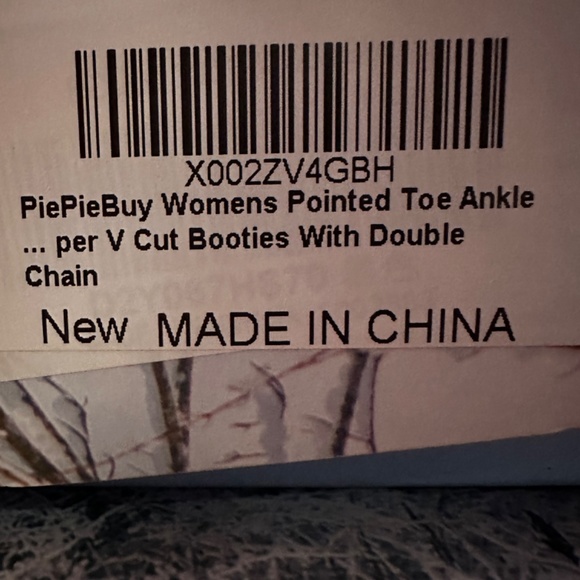 X002ZV4GBH
PiePieBuy Womens Pointed Toe Ankle
... per V Cut Booties With Double
Chain
New MADE IN CHINA